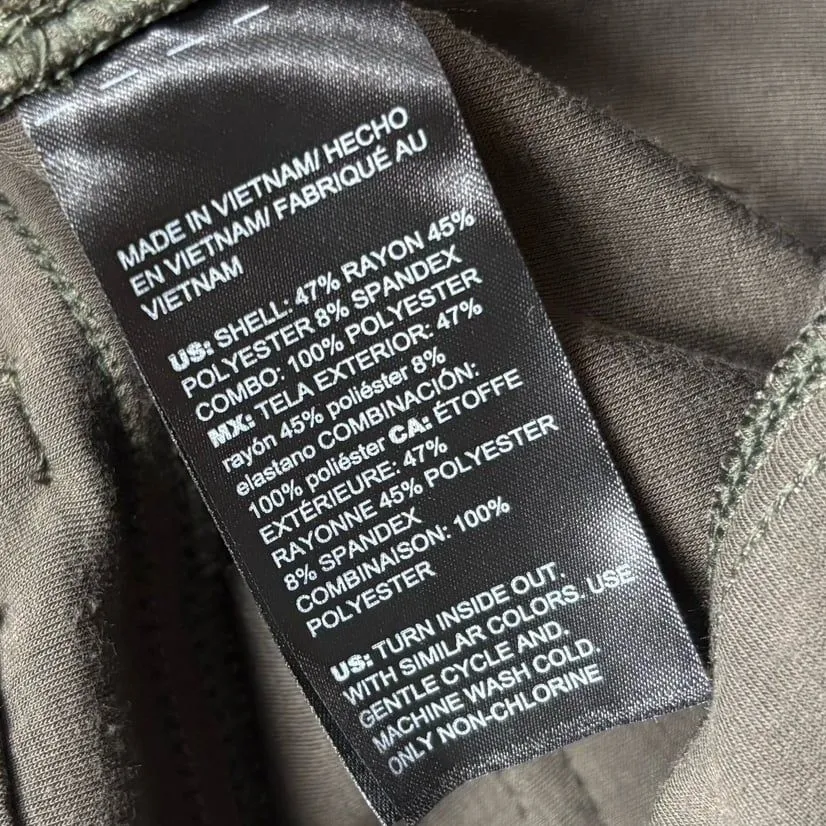 MADE IN VIETNAM/ HECHO
EN VIETNAM/ FABRIQUÉ AU
VIETNAM
US: SHELL: 47% RAYON 45%
POLYESTER 8% SPANDEX
COMBO: 100% POLYESTER
MX: TELA EXTERIOR: 47%
rayón 45% poliéster 8%
elastano COMBINACIÓN:
100% poliéster CA: ÉTOFFE
EXTÉRIEURE: 47%
RAYONNE 45% POLYESTER
8% SPANDEX
COMBINAISON: 100%
POLYESTER
US: TURN INSIDE OUT.
WITH SIMILAR COLORS. USE
GENTLE CYCLE AND.
MACHINE WASH COLD.
ONLY NON-CHLORINE